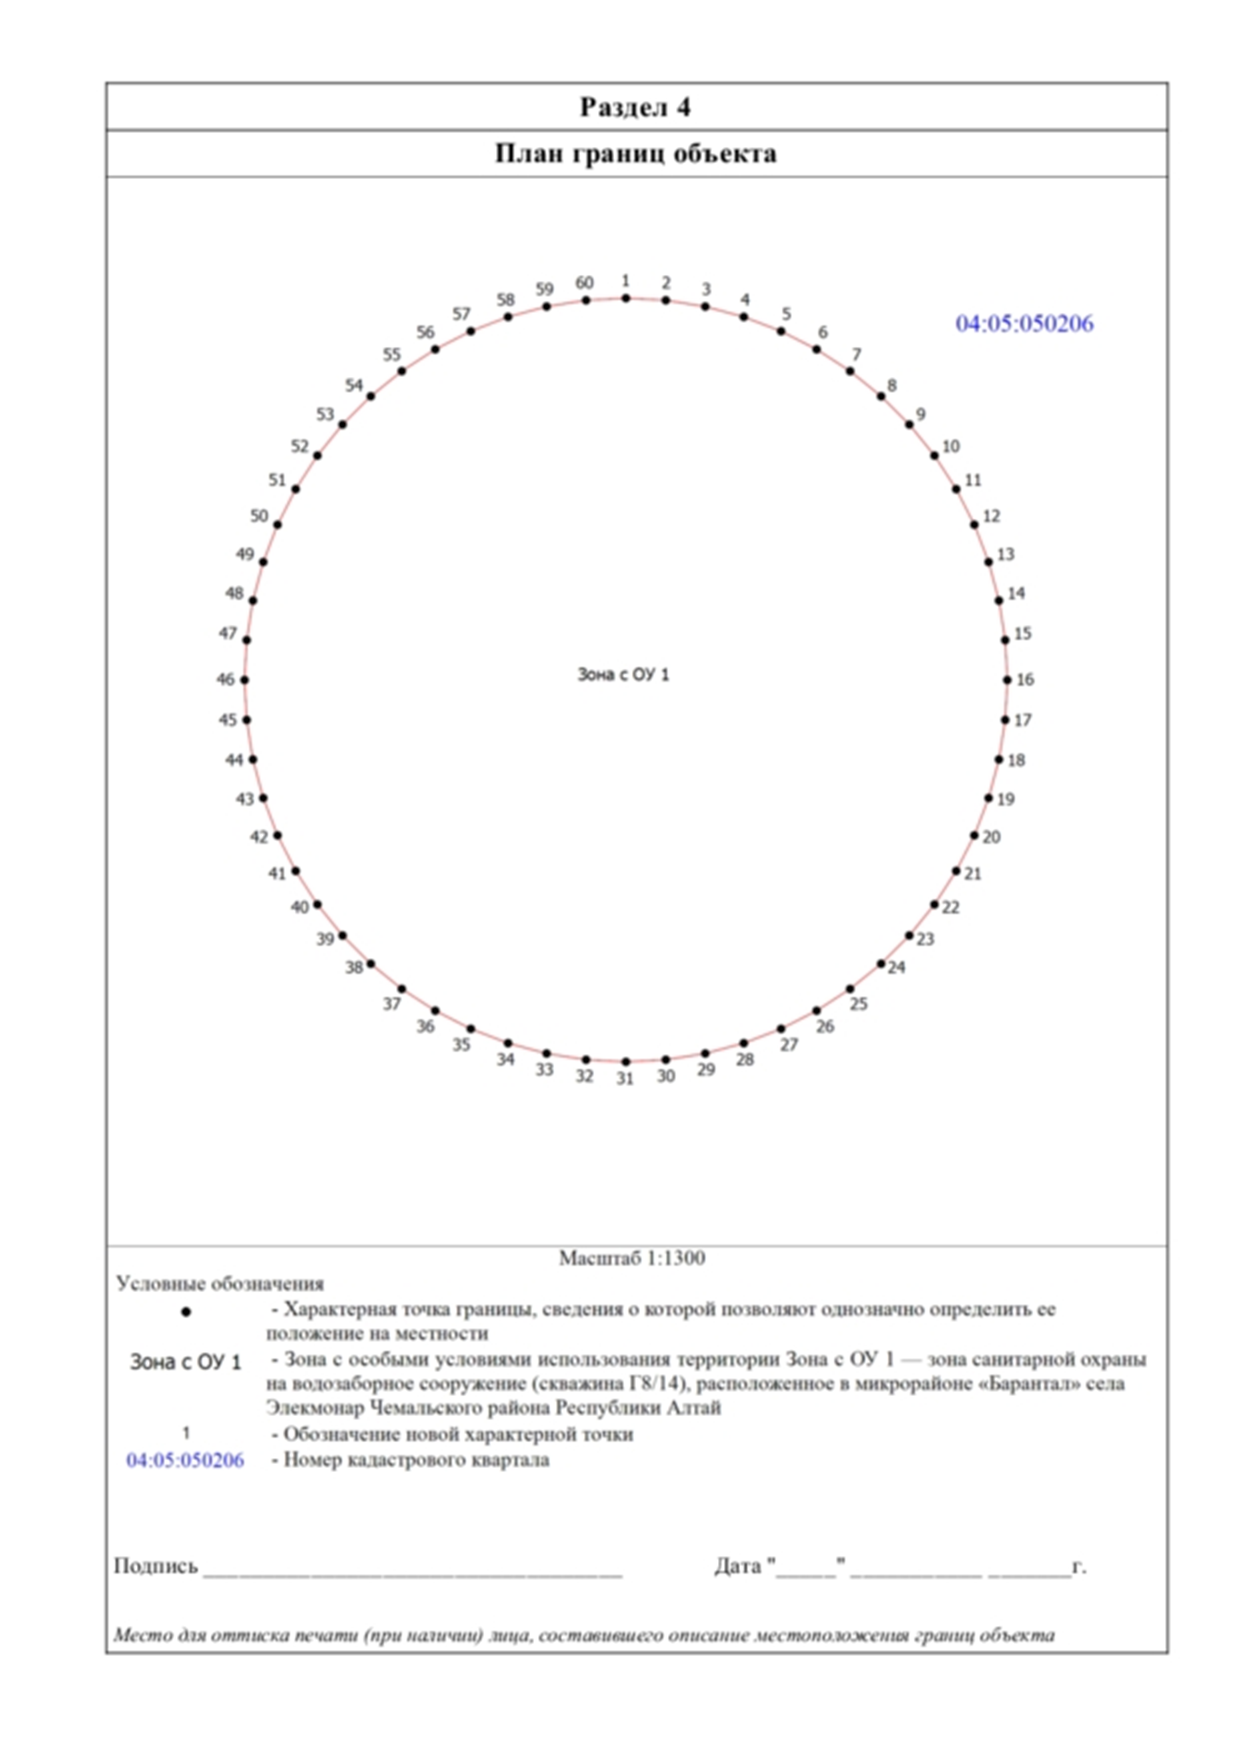 Раздел 4
План границ объекта
60 1 2
59 3
58 4
57 5
56 6
55 7
54 8
53 9
52 10
51 11
50 12
49 13
48 14
47 15
46 16
45 17
44 18
43 19
42 20
41 21
40 22
39 23
38 24
37 25
36 26
35 27
34 28
33 29
32 31 30
04:05:050206
Зона с ОУ 1
Масштаб 1:1300
Условные обозначения
- Характерная точка границы, сведения о которой позволяют однозначно определить ее
положение на местности
Зона с ОУ 1 - Зона с особыми условиями использования территории Зона с ОУ 1 — зона санитарной охраны
на водозаборное сооружение (скважина Г8/14), расположенное в микрорайоне «Барантал» села
Элекмонар Чемальского района Республики Алтай
1 - Обозначение новой характерной точки
04:05:050206 - Номер кадастрового квартала
Подпись ___________________________________ Дата "_____" ___________ _______г.
Место для оттиска печати (при наличии) лица, составившего описание местоположения границ объекта